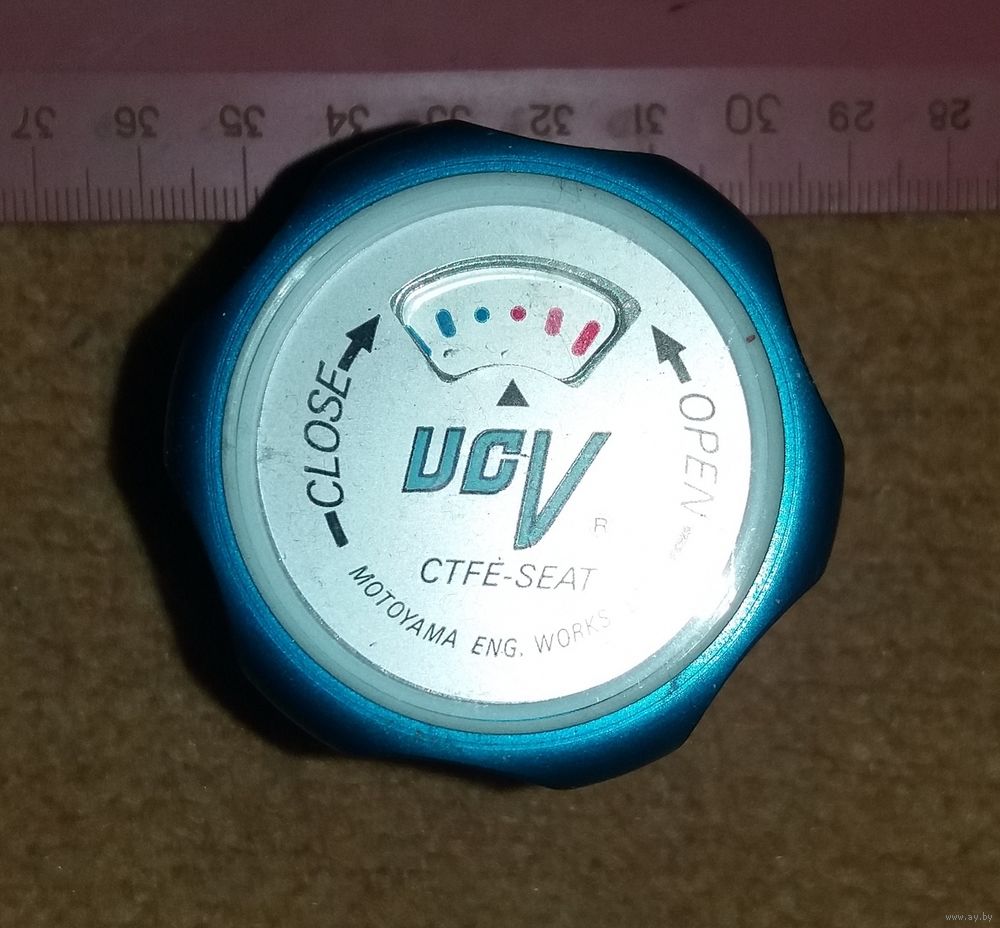 37 36 35 34 33 32 31 30 29 28
CLOSE
OPEN
UCV
R
CTFE-SEAT
MOTOYAMA ENG. WORKS
www.ay.by